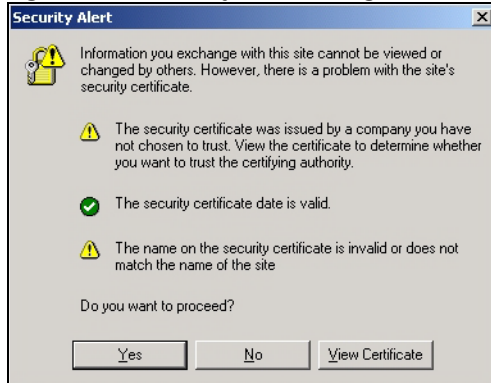 Security Alert
Information you exchange with this site cannot be viewed or
changed by others. However, there is a problem with the site's
security certificate.
The security certificate was issued by a company you have
not chosen to trust. View the certificate to determine whether
you want to trust the certifying authority.
The security certificate date is valid.
The name on the security certificate is invalid or does not
match the name of the site
Do you want to proceed?
Yes
No
View Certificate